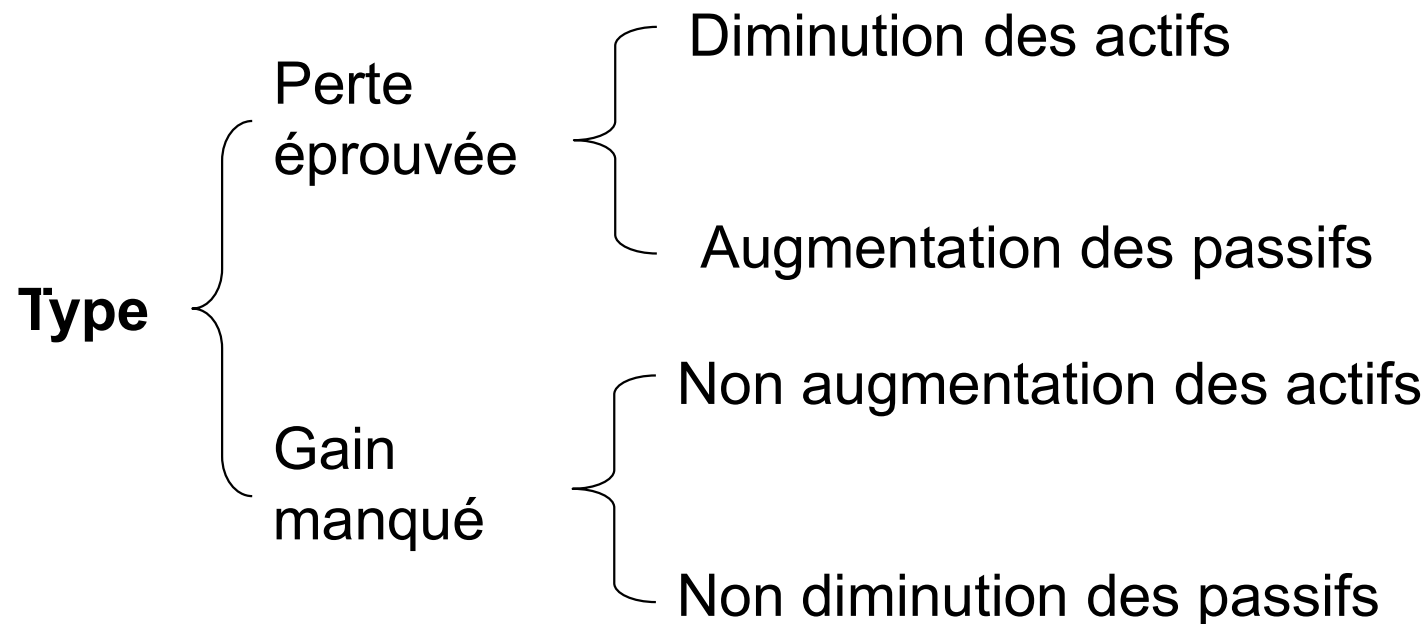 Diminution des actifs
Perte
éprouvée
Augmentation des passifs
Type
Non augmentation des actifs
Gain
manqué
Non diminution des passifs